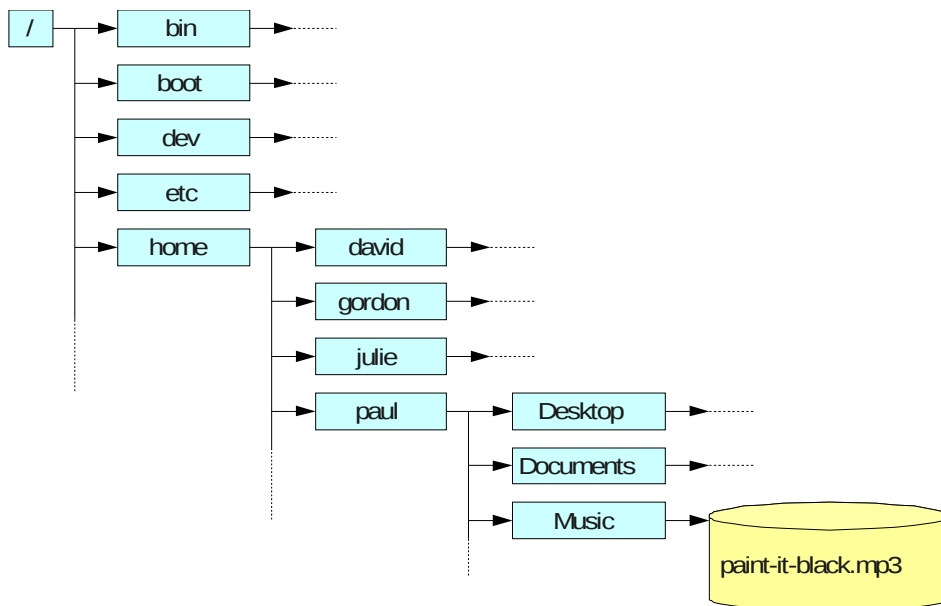 /
bin
boot
dev
etc
home
david
gordon
julie
paul
Desktop
Documents
Music
paint-it-black.mp3